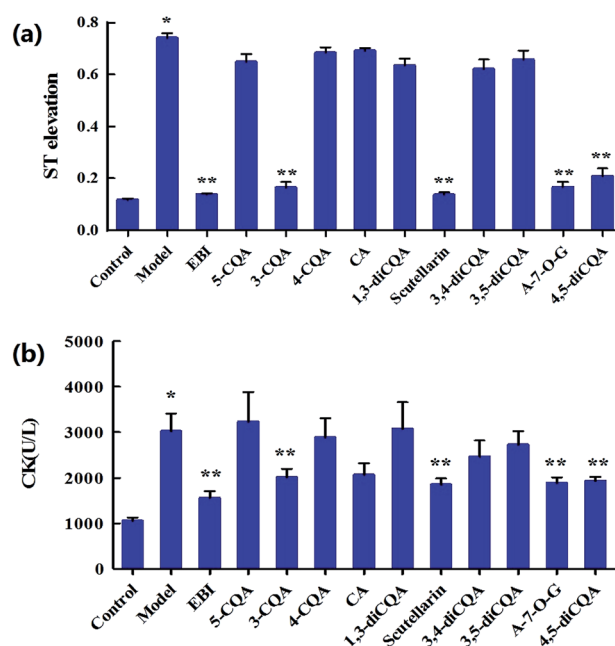 (a)
ST elevation
0.8
*
0.6
0.4
0.2
**
**
**
**
**
0.0
Control
Model
EBI
5-CQA
3-CQA
4-CQA
CA
1,3-diCQA
Scutellarin
3,4-diCQA
3,5-diCQA
A-7-O-G
4,5-diCQA
(b)
CK(U/L)
5000
4000
*
3000
**
**
**
**
**
2000
1000
0
Control
Model
EBI
5-CQA
3-CQA
4-CQA
CA
1,3-diCQA
Scutellarin
3,4-diCQA
3,5-diCQA
A-7-O-G
4,5-diCQA